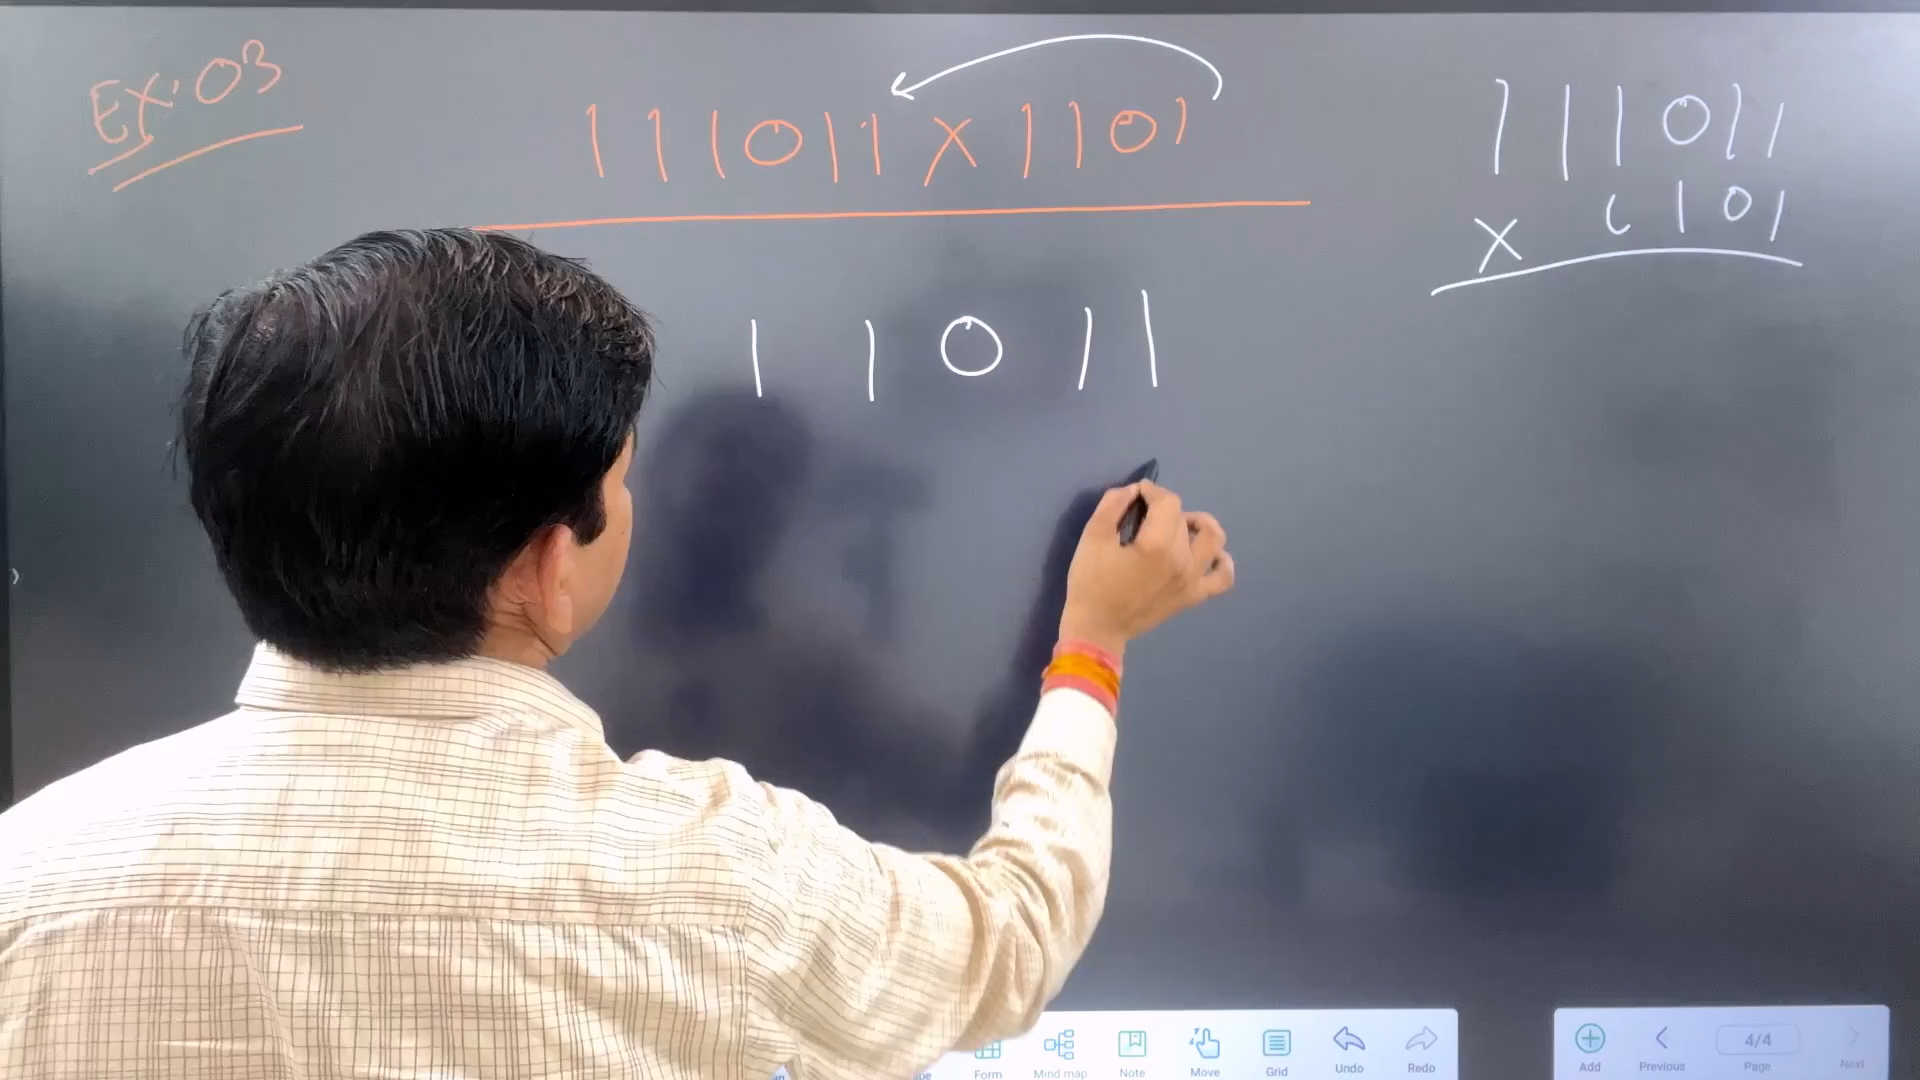 Ex:03
111011 X 1101
11011
111011
X 1101
Form Mind map Note Move Grid Undo Redo
Add Previous 4/4 Page Next